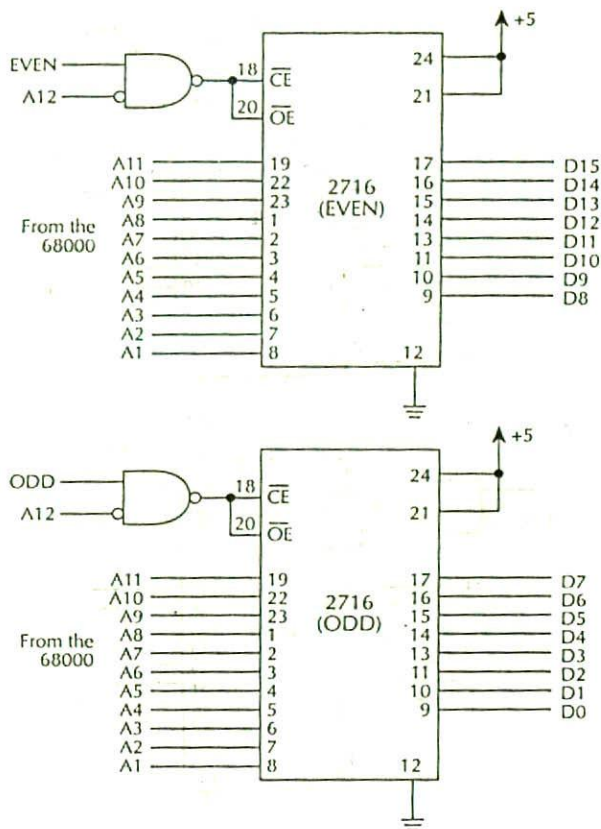 +5
EVEN
A12
18
CE
20
OE
24
21
A11 19
A10 22
A9 23
A8 1
A7 2
A6 3
A5 4
A4 5
A3 6
A2 7
A1 8
From the
68000
2716
(EVEN)
17 D15
16 D14
15 D13
14 D12
13 D11
11 D10
10 D9
9 D8
12
+5
ODD
A12
18
CE
20
OE
24
21
A11 19
A10 22
A9 23
A8 1
A7 2
A6 3
A5 4
A4 5
A3 6
A2 7
A1 8
From the
68000
2716
(ODD)
17 D7
16 D6
15 D5
14 D4
13 D3
11 D2
10 D1
9 D0
12